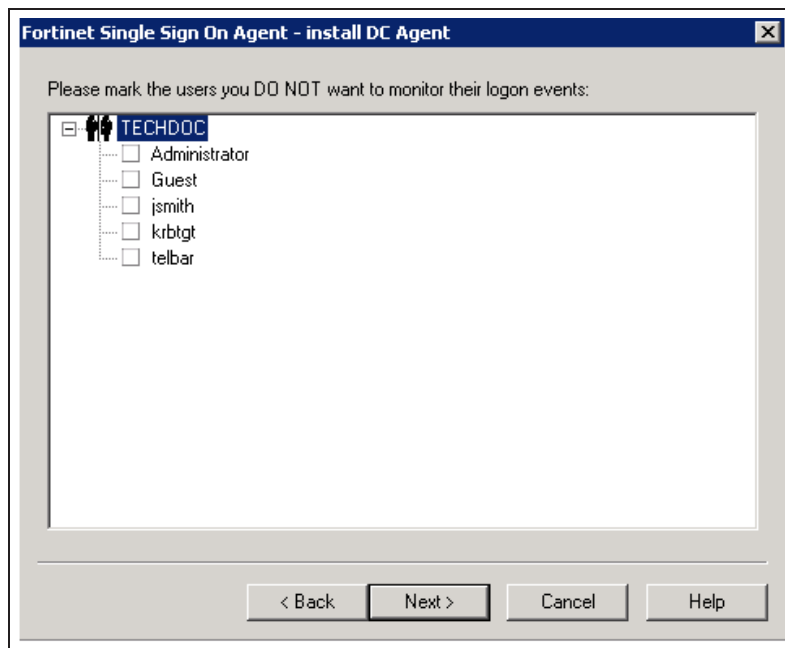 Fortinet Single Sign On Agent - install DC Agent
Please mark the users you DO NOT want to monitor their logon events:
TECHDOC
Administrator
Guest
jsmith
krbtgt
telbar
< Back Next > Cancel Help